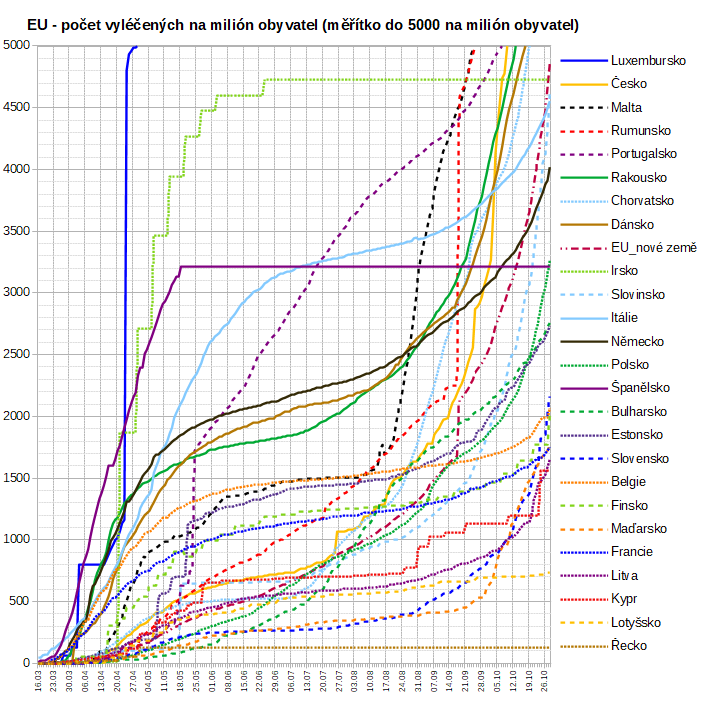 EU - počet vyléčených na milión obyvatel (měřítko do 5000 na milión obyvatel)
5000
4500
4000
3500
3000
2500
2000
1500
1000
500
0
16.03 23.03 30.03 06.04 13.04 20.04 27.04 04.05 11.05 18.05 25.05 01.06 08.06 15.06 22.06 29.06 06.07 13.07 20.07 27.07 03.08 10.08 17.08 24.08 31.08 07.09 14.09 21.09 28.09 05.10 12.10 19.10 26.10
Luxembursko
Česko
Malta
Rumunsko
Portugalsko
Rakousko
Chorvatsko
Dánsko
EU_nové země
Irsko
Slovinsko
Itálie
Německo
Polsko
Španělsko
Bulharsko
Estonsko
Slovensko
Belgie
Finsko
Maďarsko
Francie
Litva
Kypr
Lotyšsko
Řecko